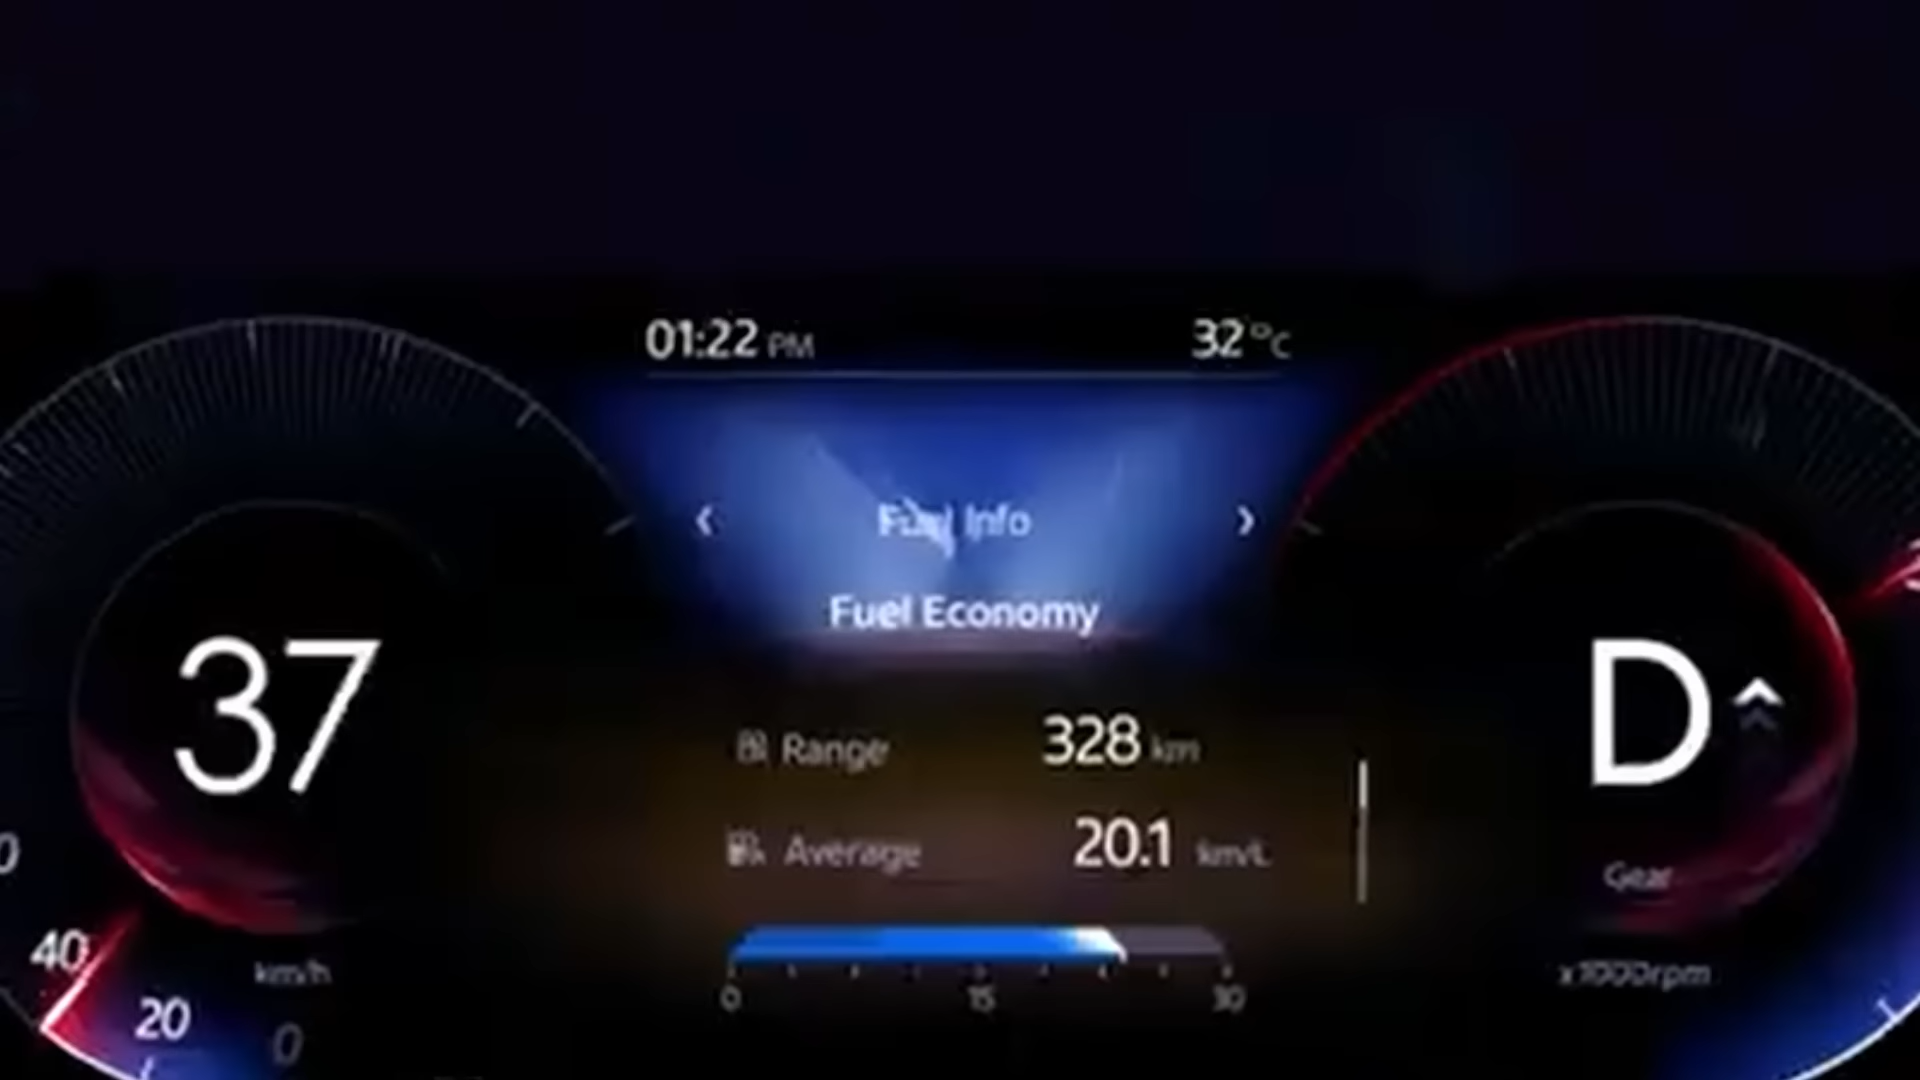 01:22 PM 32°C
‹ Fuel Info ›
Fuel Economy
37
D
Range 328 km
Average 20.1 km/L
Gear
40
km/h
x1000rpm
20
0
0 15 30